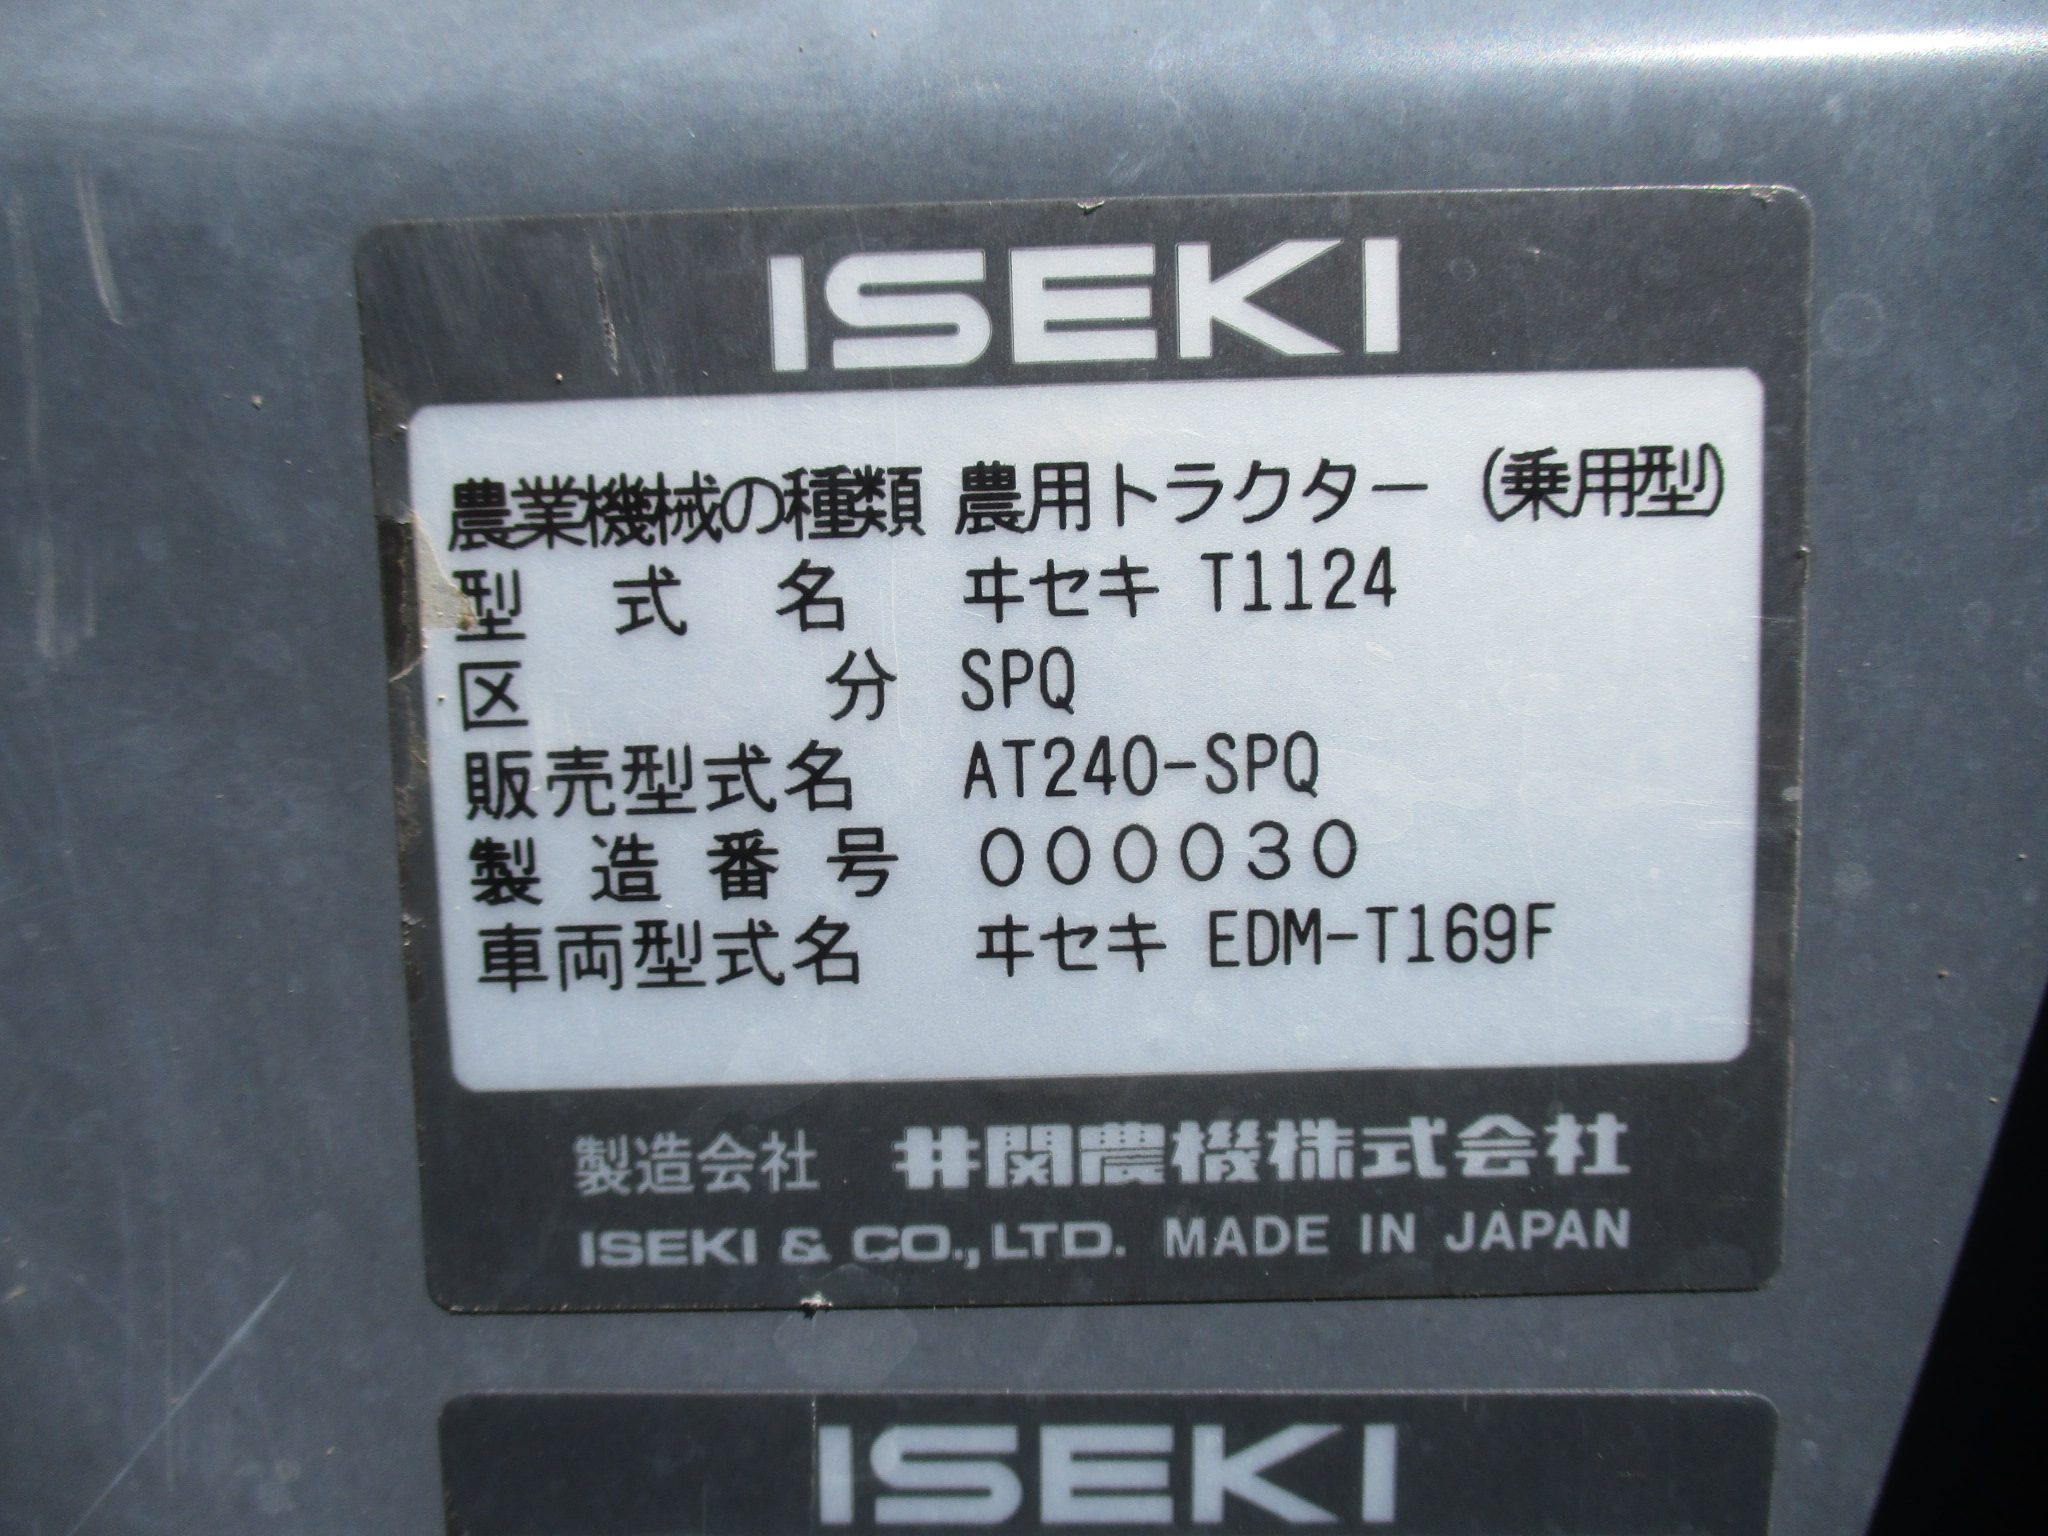 ISEKI
農業機械の種類 農用トラクター (乗用型)
型式名 ヰセキ T1124
区分 SPQ
販売型式名 AT240-SPQ
製造番号 000030
車両型式名 ヰセキ EDM-T169F
製造会社 井関農機株式会社
ISEKI & CO., LTD. MADE IN JAPAN
ISEKI